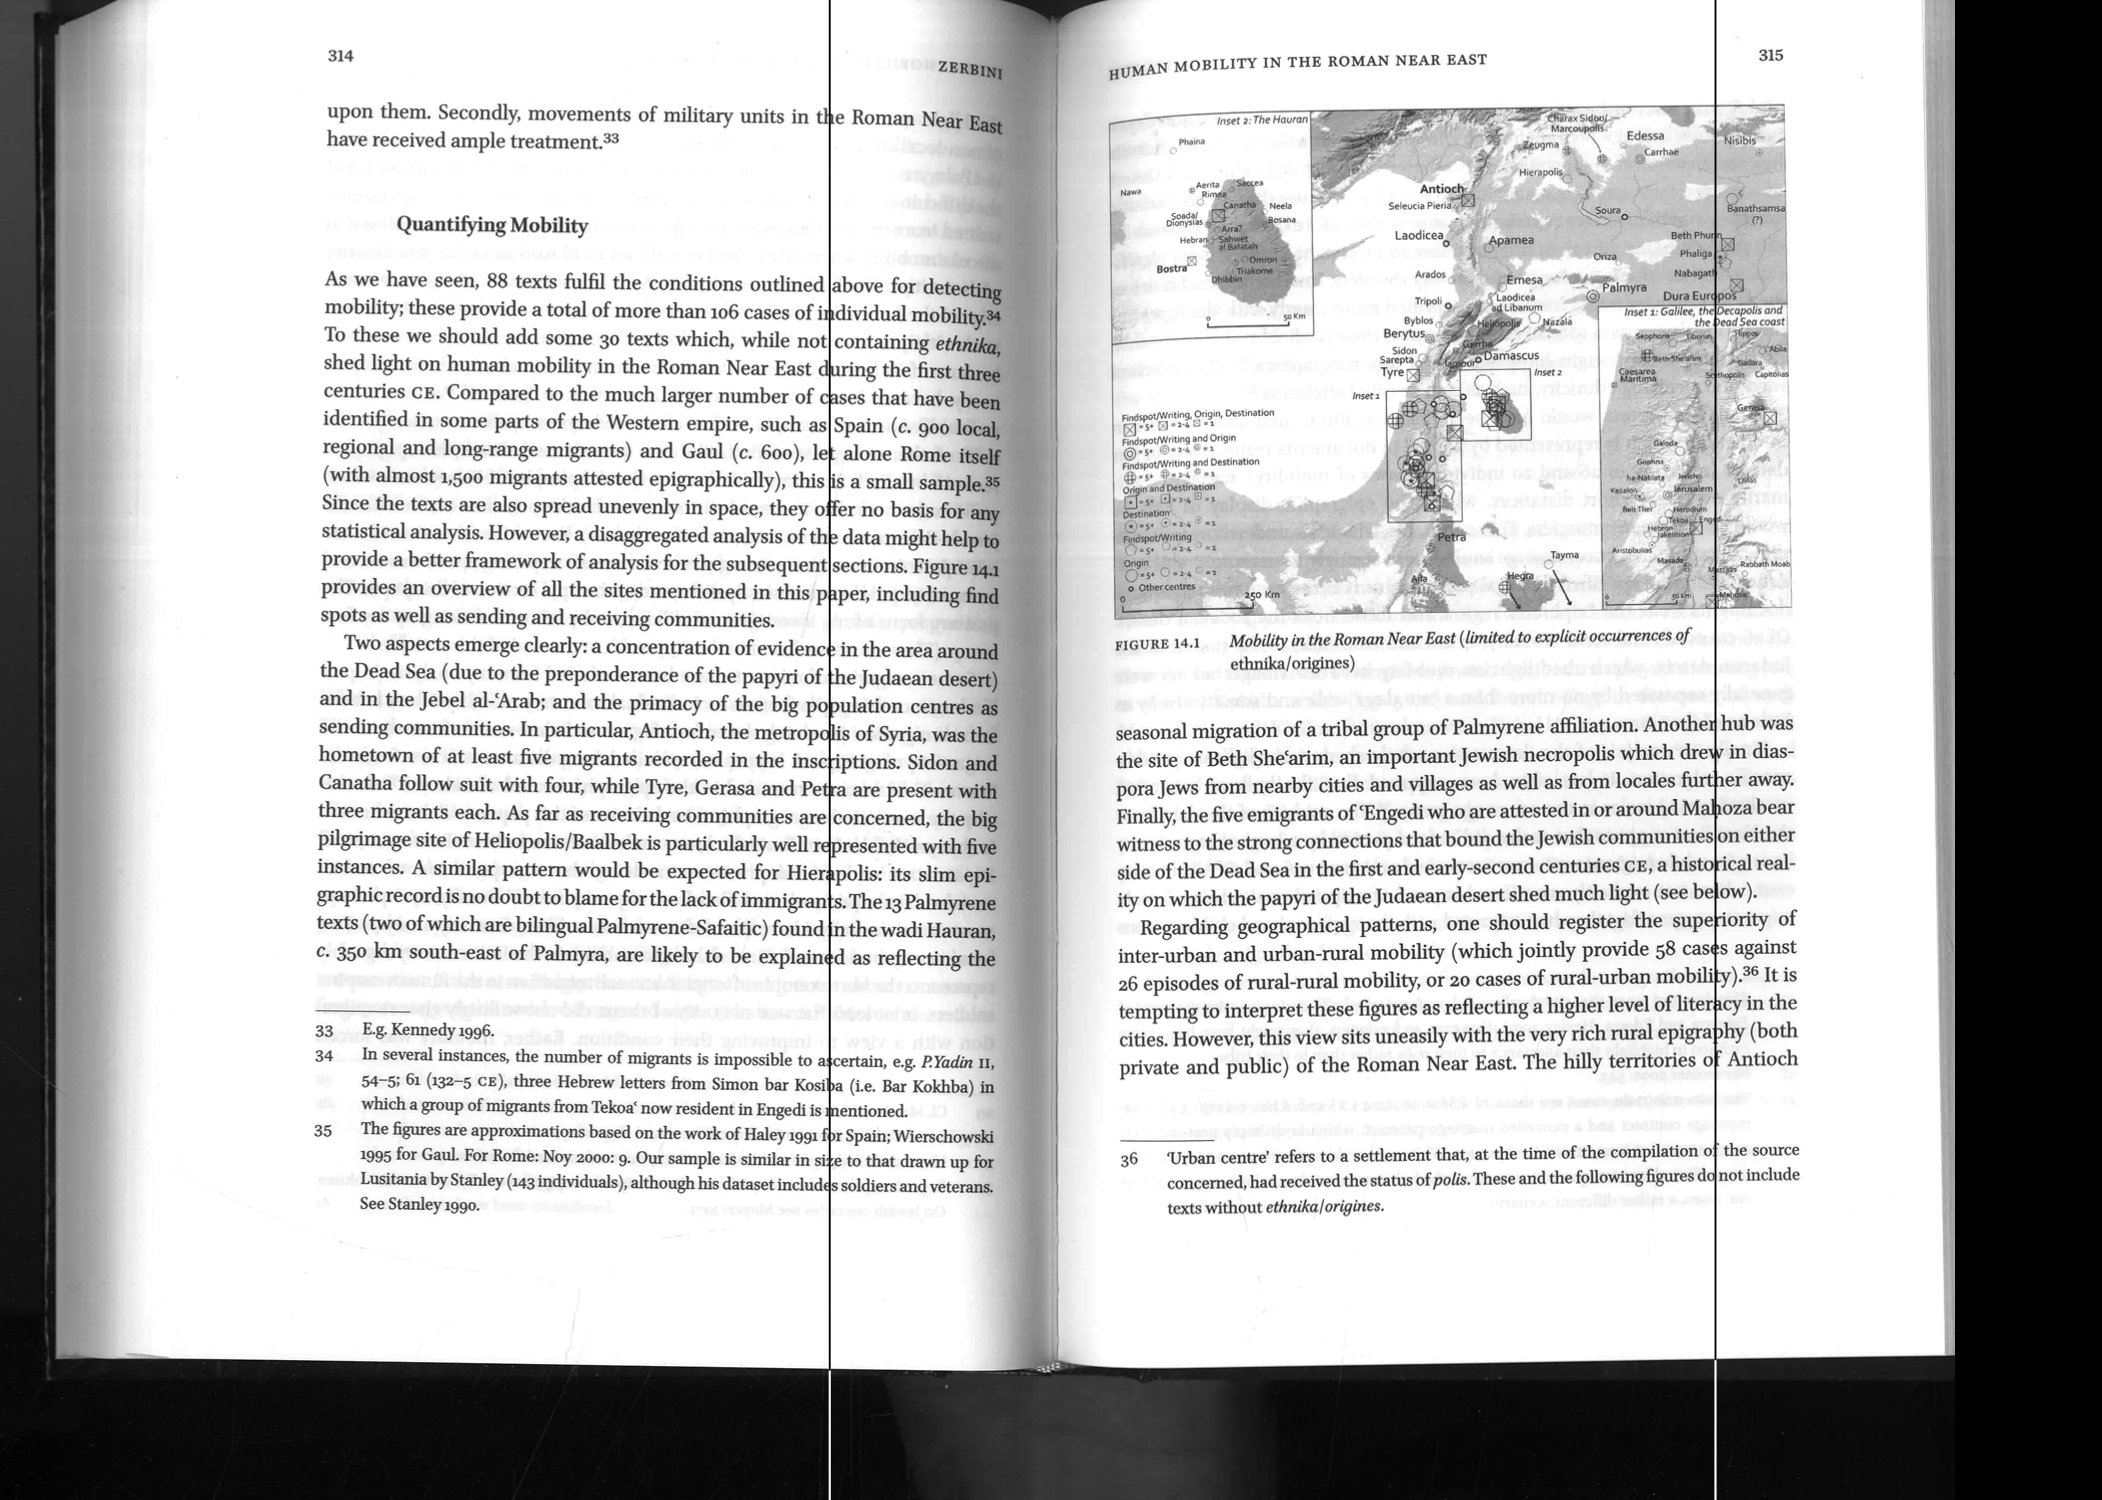 314
ZERBINI
upon them. Secondly, movements of military units in the Roman Near East
have received ample treatment.33
Quantifying Mobility
As we have seen, 88 texts fulfil the conditions outlined above for detecting
mobility; these provide a total of more than 106 cases of individual mobility.34
To these we should add some 30 texts which, while not containing ethnika,
shed light on human mobility in the Roman Near East during the first three
centuries CE. Compared to the much larger number of cases that have been
identified in some parts of the Western empire, such as Spain (c. 900 local,
regional and long-range migrants) and Gaul (c. 600), let alone Rome itself
(with almost 1,500 migrants attested epigraphically), this is a small sample.35
Since the texts are also spread unevenly in space, they offer no basis for any
statistical analysis. However, a disaggregated analysis of the data might help to
provide a better framework of analysis for the subsequent sections. Figure 14.1
provides an overview of all the sites mentioned in this paper, including find
spots as well as sending and receiving communities.
Two aspects emerge clearly: a concentration of evidence in the area around
the Dead Sea (due to the preponderance of the papyri of the Judaean desert)
and in the Jebel al-ʿArab; and the primacy of the big population centres as
sending communities. In particular, Antioch, the metropolis of Syria, was the
hometown of at least five migrants recorded in the inscriptions. Sidon and
Canatha follow suit with four, while Tyre, Gerasa and Petra are present with
three migrants each. As far as receiving communities are concerned, the big
pilgrimage site of Heliopolis/Baalbek is particularly well represented with five
instances. A similar pattern would be expected for Hierapolis: its slim epi-
graphic record is no doubt to blame for the lack of immigrants. The 13 Palmyrene
texts (two of which are bilingual Palmyrene-Safaitic) found in the wadi Hauran,
c. 350 km south-east of Palmyra, are likely to be explained as reflecting the
33 E.g. Kennedy 1996.
34 In several instances, the number of migrants is impossible to ascertain, e.g. P.Yadin II,
54–5; 61 (132–5 CE), three Hebrew letters from Simon bar Kosiba (i.e. Bar Kokhba) in
which a group of migrants from Tekoaʿ now resident in Engedi is mentioned.
35 The figures are approximations based on the work of Haley 1991 for Spain; Wierschowski
1995 for Gaul. For Rome: Noy 2000: 9. Our sample is similar in size to that drawn up for
Lusitania by Stanley (143 individuals), although his dataset includes soldiers and veterans.
See Stanley 1990.
HUMAN MOBILITY IN THE ROMAN NEAR EAST
315
Inset 2: The Hauran
Phaina
Nawa
Aerita
Saccea
Rimea
Canatha
Neela
Soada/
Dionysias
Bosana
Arra?
Hebran
Sahwet
al Balatah
Bostra
Omron
Triakome
Dhibbin
0 50 Km
Charax Sidou/
Marcoupolis
Zeugma
Edessa
Carrhae
Nisibis
Hierapolis
Antioch
Seleucia Pieria
Soura
Banathsamsa
(?)
Laodicea
Apamea
Beth Phur
Oriza
Phaliga
Arados
Emesa
Nabagath
Palmyra
Dura Europos
Tripoli
Laodicea
ad Libanum
Byblos
Heliopolis
Nazala
Berytus
Gerrha
Sidon
Sarepta
Damascus
Tyre
Inset 2
Inset 1
Inset 1: Galilee, the Decapolis and
the Dead Sea coast
Sepphoris
Tiberias
Hippos
Abila
Beth She'arim
Gadara
Caesarea
Maritima
Scythopolis
Capitolias
Gerasa
Galoda
Gophna
ha-Nablata
Jericho
Livias
Kesalon
Jerusalem
Beit Ther
Herodium
Tekoa
Engedi
Hebron
Aristobulias
Masada
Mazraa
Rabbath Moab
Mahoza
50 Km
Findspot/Writing, Origin, Destination
= 5+ = 2-4 = 1
Findspot/Writing and Origin
= 5+ = 2-4 = 1
Findspot/Writing and Destination
= 5+ = 2-4 = 1
Origin and Destination
= 5+ = 2-4 = 1
Destination
= 5+ = 2-4 = 1
Findspot/Writing
= 5+ = 2-4 = 1
Origin
= 5+ = 2-4 = 1
Other centres
0 250 Km
Petra
Tayma
Aila
Hegra
FIGURE 14.1 Mobility in the Roman Near East (limited to explicit occurrences of
ethnika/origines)
seasonal migration of a tribal group of Palmyrene affiliation. Another hub was
the site of Beth Sheʿarim, an important Jewish necropolis which drew in dias-
pora Jews from nearby cities and villages as well as from locales further away.
Finally, the five emigrants of ʿEngedi who are attested in or around Mahoza bear
witness to the strong connections that bound the Jewish communities on either
side of the Dead Sea in the first and early-second centuries CE, a historical real-
ity on which the papyri of the Judaean desert shed much light (see below).
Regarding geographical patterns, one should register the superiority of
inter-urban and urban-rural mobility (which jointly provide 58 cases against
26 episodes of rural-rural mobility, or 20 cases of rural-urban mobility).36 It is
tempting to interpret these figures as reflecting a higher level of literacy in the
cities. However, this view sits uneasily with the very rich rural epigraphy (both
private and public) of the Roman Near East. The hilly territories of Antioch
36 ‘Urban centre’ refers to a settlement that, at the time of the compilation of the source
concerned, had received the status of polis. These and the following figures do not include
texts without ethnika/origines.